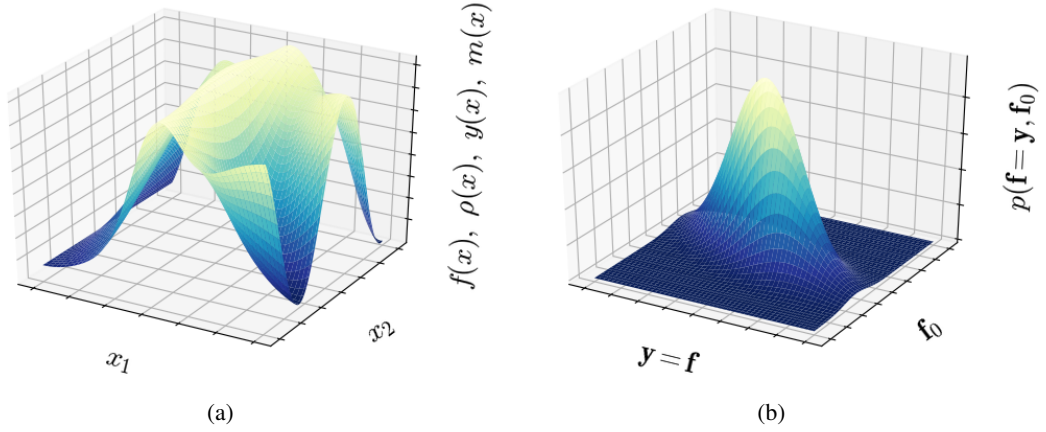 f(x), ρ(x), y(x), m(x
x₁
x₂
(a)
p(𝐟 = 𝐲, 𝐟₀)
𝐲 = 𝐟
𝐟₀
(b)